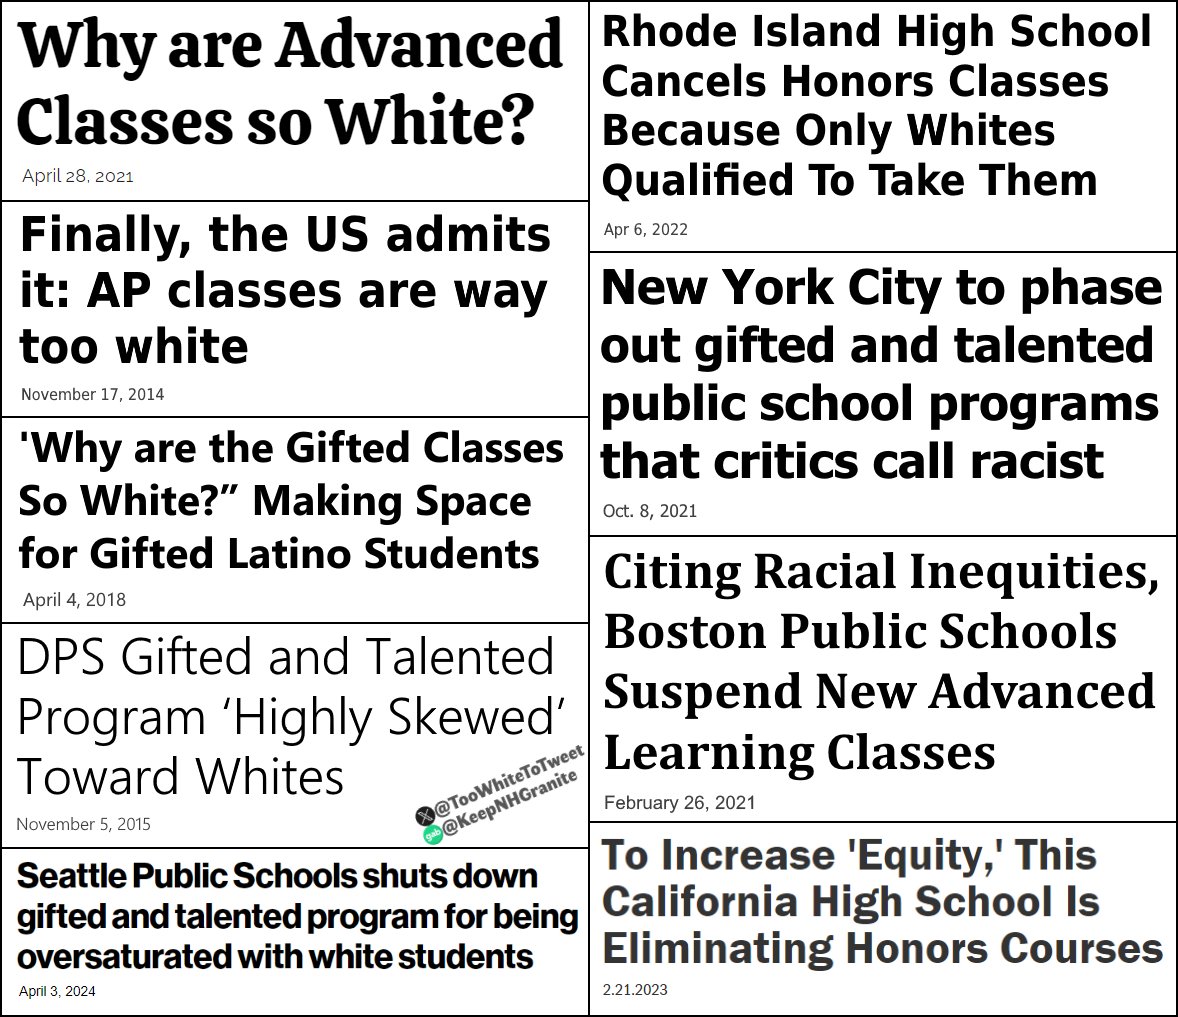 Why are Advanced
Classes so White?
April 28, 2021
Finally, the US admits
it: AP classes are way
too white
November 17, 2014
'Why are the Gifted Classes
So White?” Making Space
for Gifted Latino Students
April 4, 2018
DPS Gifted and Talented
Program ‘Highly Skewed’
Toward Whites
November 5, 2015
X @TooWhiteToTweet
gab @KeepNHGranite
Seattle Public Schools shuts down
gifted and talented program for being
oversaturated with white students
April 3, 2024
Rhode Island High School
Cancels Honors Classes
Because Only Whites
Qualified To Take Them
Apr 6, 2022
New York City to phase
out gifted and talented
public school programs
that critics call racist
Oct. 8, 2021
Citing Racial Inequities,
Boston Public Schools
Suspend New Advanced
Learning Classes
February 26, 2021
To Increase 'Equity,' This
California High School Is
Eliminating Honors Courses
2.21.2023